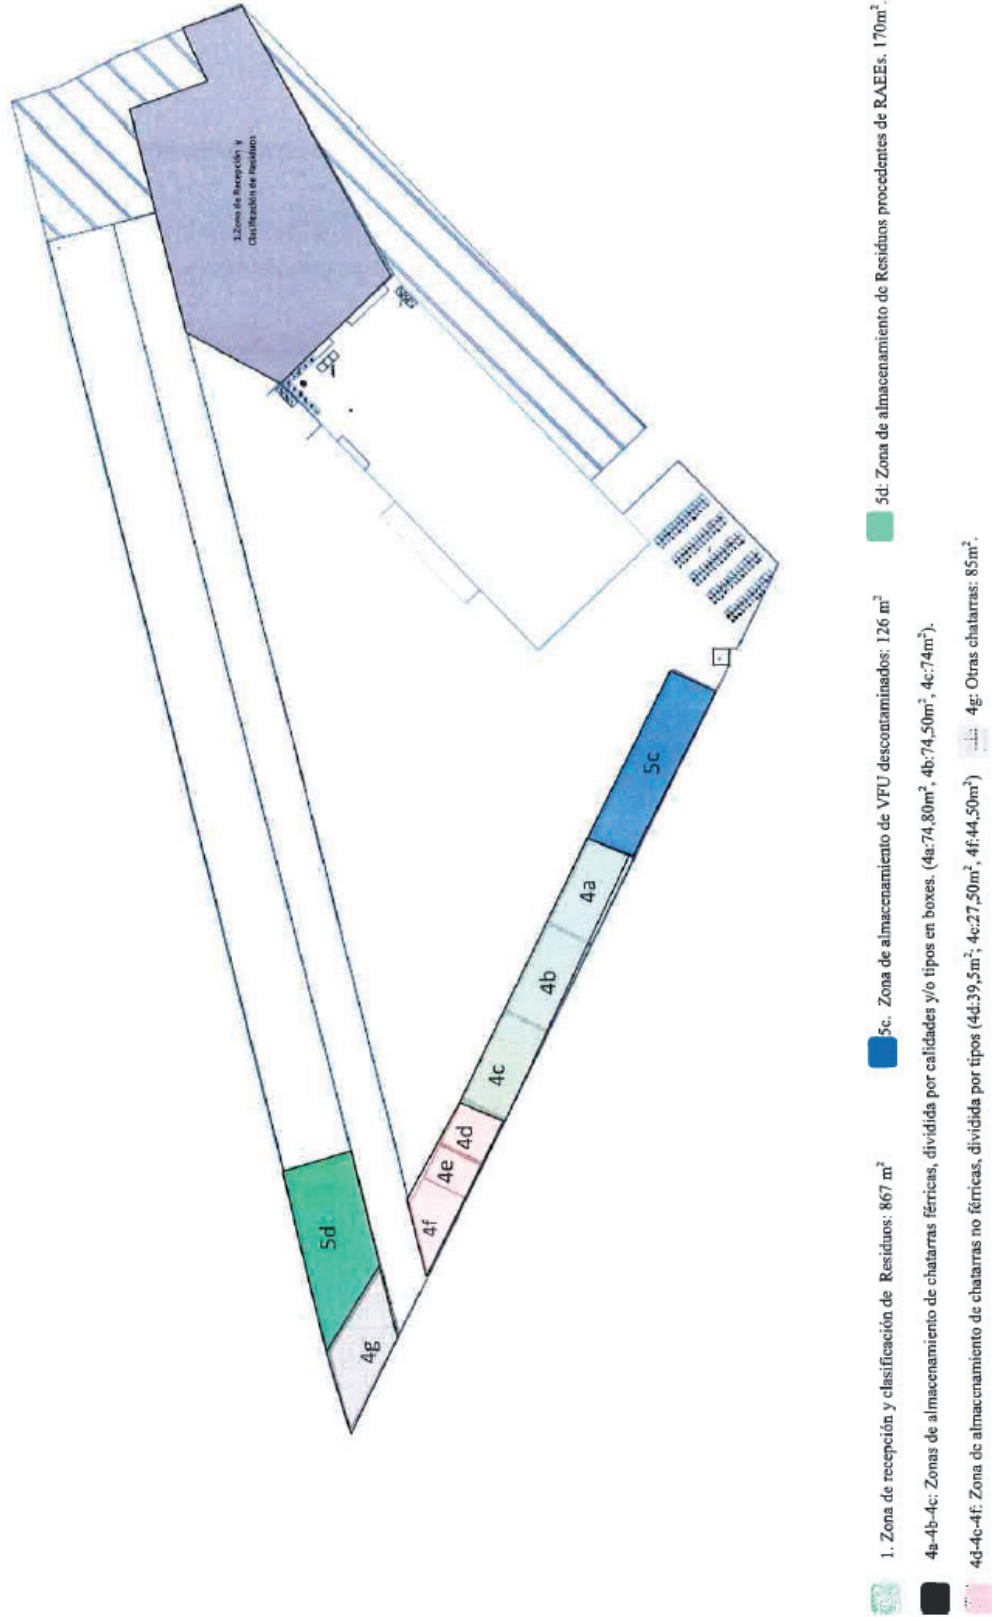 1.Zona de Recepción y
Clasificación de Residuos
5d
4g
4f
4e
4d
4c
4b
4a
5c
1. Zona de recepción y clasificación de Residuos: 867 m²
5c. Zona de almacenamiento de VFU descontaminados: 126 m²
5d: Zona de almacenamiento de Residuos procedentes de RAEEs. 170m².
4a-4b-4c: Zonas de almacenamiento de chatarras férricas, dividida por calidades y/o tipos en boxes. (4a:74,80m², 4b:74,50m², 4c:74m²).
4d-4c-4f: Zona de almacenamiento de chatarras no férricas, dividida por tipos (4d:39,5m²; 4c:27,50m², 4f:44,50m²)
4g: Otras chatarras: 85m².